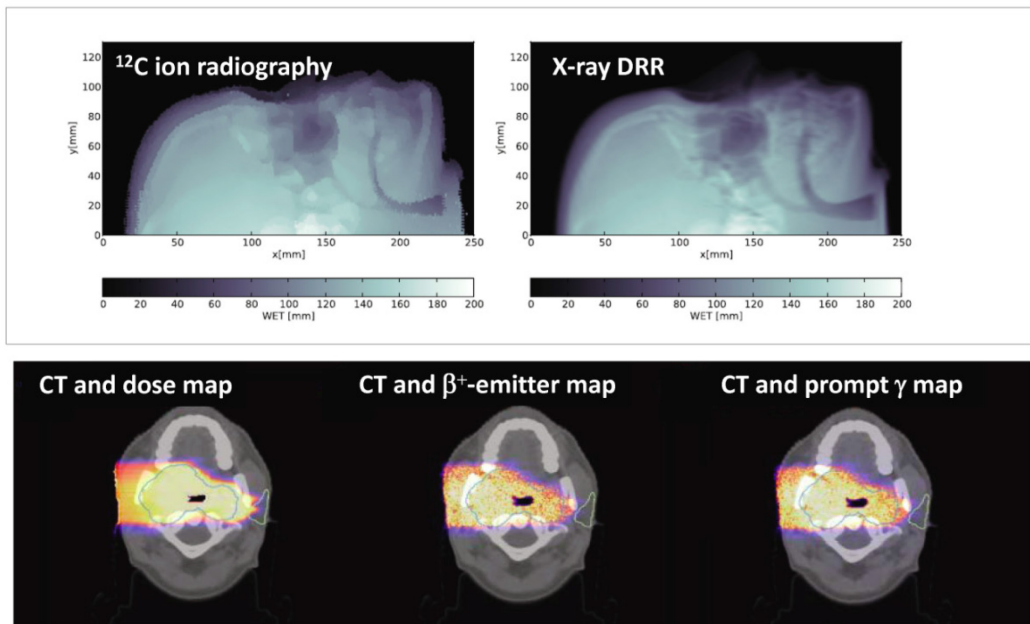 ¹²C ion radiography
120
100
80
60
40
20
0
y[mm]
0 50 100 150 200 250
x[mm]
0 20 40 60 80 100 120 140 160 180 200
WET [mm]
X-ray DRR
120
100
80
60
40
20
0
y[mm]
0 50 100 150 200 250
x[mm]
0 20 40 60 80 100 120 140 160 180 200
WET [mm]
CT and dose map
CT and β⁺-emitter map
CT and prompt γ map